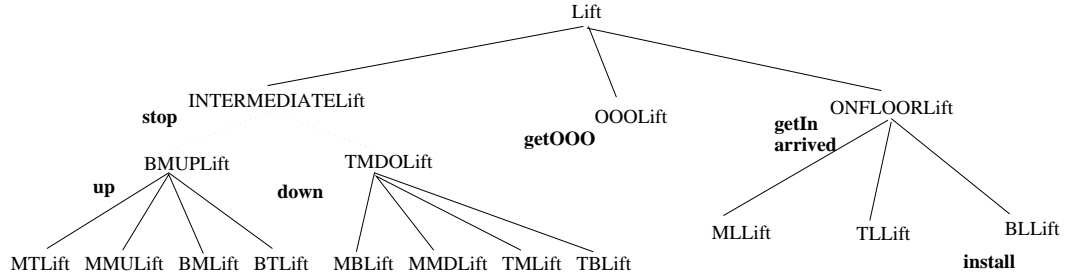 Lift
INTERMEDIATELift
OOOLift
ONFLOORLift
stop
getOOO
getIn
arrived
BMUPLift
TMDOLift
up
down
MLLift
TLLift
BLLift
MTLift MMULift BMLift BTLift MBLift MMDLift TMLift TBLift
install